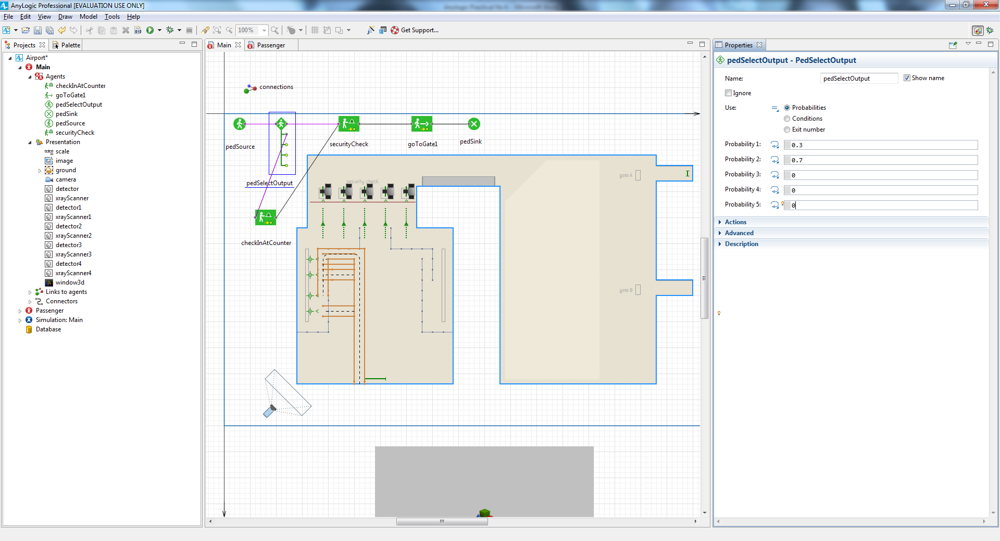 AnyLogic Professional [EVALUATION USE ONLY]
File Edit View Draw Model Tools Help
100%
Get Support...
Projects
Palette
Main
Passenger
Properties
Airport*
Main
Agents
checkInAtCounter
goToGate1
pedSelectOutput
pedSink
pedSource
securityCheck
Presentation
scale
image
ground
camera
detector
xrayScanner
detector1
xrayScanner1
detector2
xrayScanner2
detector3
xrayScanner3
detector4
xrayScanner4
window3d
Links to agents
Connectors
Passenger
Simulation: Main
Database
connections
pedSource
securityCheck
goToGate1
pedSink
pedSelectOutput
checkInAtCounter
security check
gate A
gate B
pedSelectOutput - PedSelectOutput
Name: pedSelectOutput Show name
Ignore
Use: Probabilities
Conditions
Exit number
Probability 1: 0.3
Probability 2: 0.7
Probability 3: 0
Probability 4: 0
Probability 5: 0
Actions
Advanced
Description